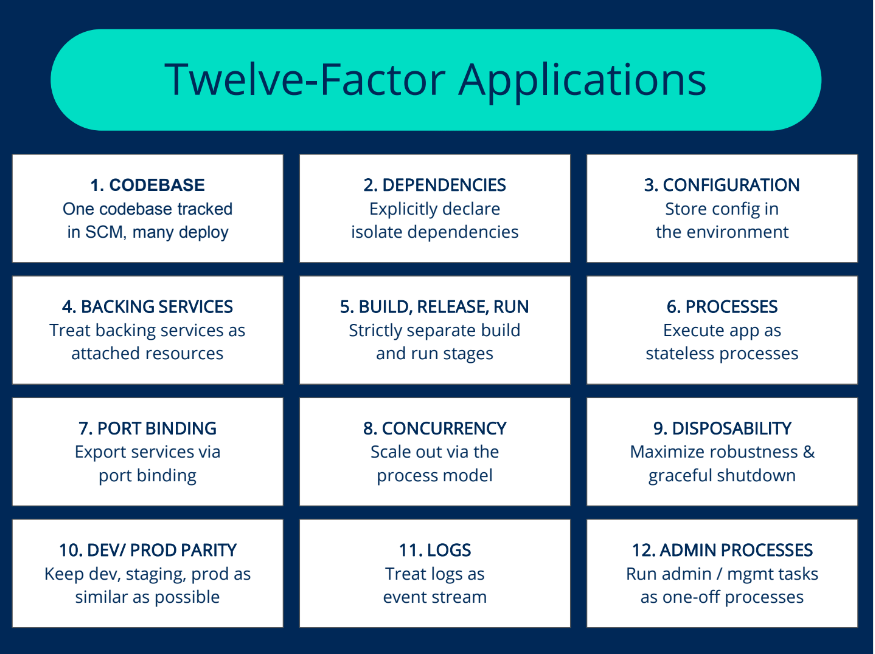 Twelve-Factor Applications
1. CODEBASE
One codebase tracked
in SCM, many deploy
2. DEPENDENCIES
Explicitly declare
isolate dependencies
3. CONFIGURATION
Store config in
the environment
4. BACKING SERVICES
Treat backing services as
attached resources
5. BUILD, RELEASE, RUN
Strictly separate build
and run stages
6. PROCESSES
Execute app as
stateless processes
7. PORT BINDING
Export services via
port binding
8. CONCURRENCY
Scale out via the
process model
9. DISPOSABILITY
Maximize robustness &
graceful shutdown
10. DEV/ PROD PARITY
Keep dev, staging, prod as
similar as possible
11. LOGS
Treat logs as
event stream
12. ADMIN PROCESSES
Run admin / mgmt tasks
as one-off processes